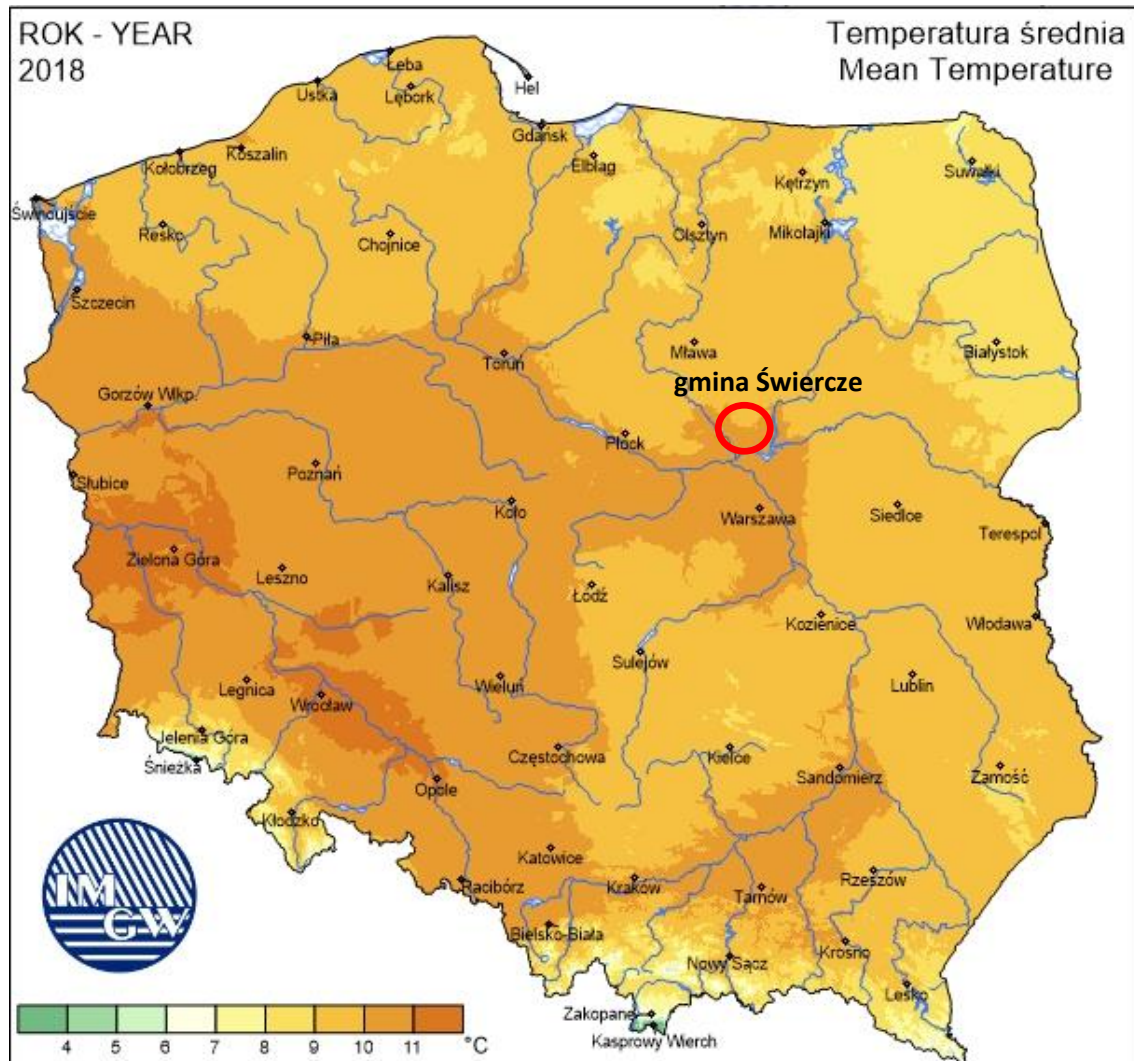 ROK - YEAR
2018
Temperatura średnia
Mean Temperature
Łeba
Hel
Ustka
Lębork
Gdańsk
Koszalin
Kołobrzeg
Elbląg
Suwałki
Kętrzyn
Świnoujście
Resko
Chojnice
Olsztyn
Mikołajki
Szczecin
Piła
Toruń
Mława
Białystok
gmina Świercze
Gorzów Wlkp.
Płock
Poznań
Słubice
Koło
Warszawa
Siedlce
Terespol
Zielona Góra
Leszno
Kalisz
Łódź
Kozienice
Włodawa
Sulejów
Legnica
Wrocław
Wieluń
Lublin
Jelenia Góra
Śnieżka
Częstochowa
Kielce
Sandomierz
Zamość
Opole
Kłodzko
Katowice
Racibórz
Kraków
Tarnów
Rzeszów
Bielsko-Biała
Nowy Sącz
Krosno
Lesko
Zakopane
Kasprowy Wierch
IM
GW
4 5 6 7 8 9 10 11 °C